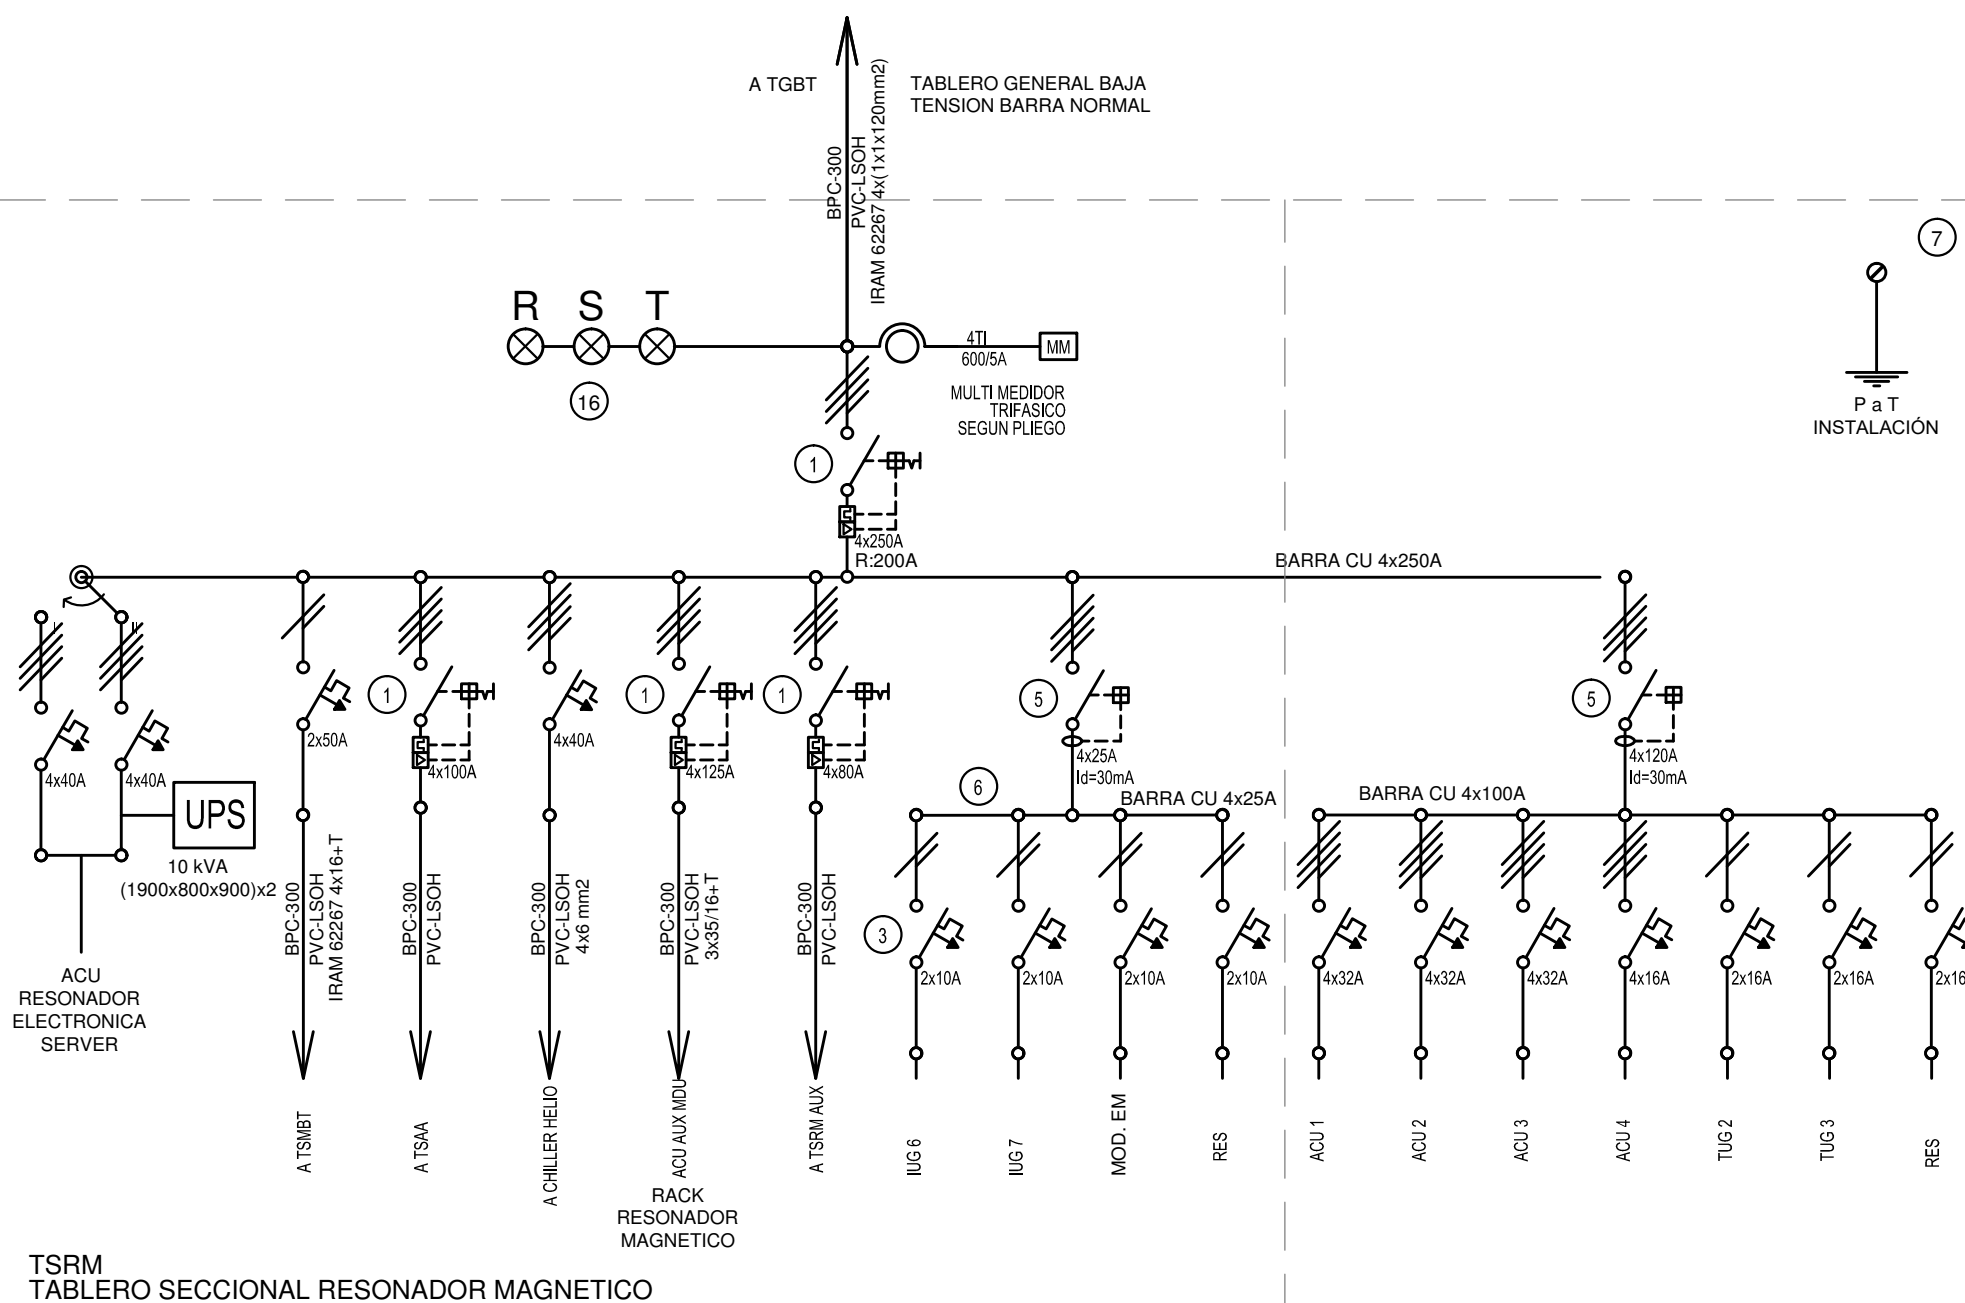 A TGBT
TABLERO GENERAL BAJA
TENSION BARRA NORMAL
BPC-300
PVC-LSOH
IRAM 62267 4x(1x1x120mm2)
7
R S T
16
4TI
600/5A
MM
MULTI MEDIDOR
TRIFASICO
SEGUN PLIEGO
P a T
INSTALACIÓN
1
4x250A
R:200A
BARRA CU 4x250A
I
II
4x40A
4x40A
UPS
10 kVA
(1900x800x900)x2
ACU
RESONADOR
ELECTRONICA
SERVER
2x50A
BPC-300
PVC-LSOH
IRAM 62267 4x16+T
A TSMBT
1
4x100A
BPC-300
PVC-LSOH
A TSAA
4x40A
BPC-300
PVC-LSOH
4x6 mm2
A CHILLER HELIO
1
4x125A
BPC-300
PVC-LSOH
3x35/16+T
ACU AUX MDU
RACK
RESONADOR
MAGNETICO
1
4x80A
BPC-300
PVC-LSOH
A TSRM AUX
5
4x25A
Id=30mA
6
BARRA CU 4x25A
3
2x10A
2x10A
2x10A
2x10A
IUG 6
IUG 7
MOD. EM
RES
5
4x120A
Id=30mA
BARRA CU 4x100A
4x32A
4x32A
4x32A
4x16A
2x16A
2x16A
2x16
ACU 1
ACU 2
ACU 3
ACU 4
TUG 2
TUG 3
RES
TSRM
TABLERO SECCIONAL RESONADOR MAGNETICO